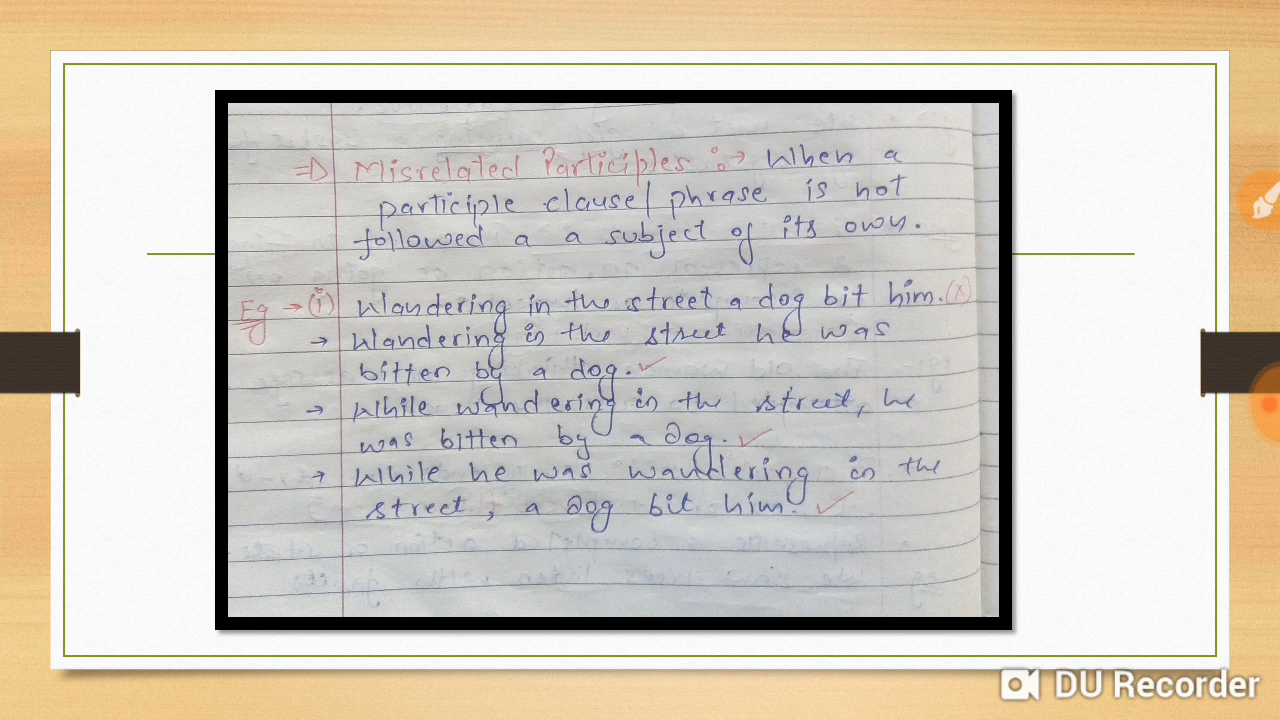 ⇒ Misrelated Participles :→ When a
participle clause/ phrase is not
followed a a subject of its own.
Eg → (i) Wandering in the street a dog bit him. (x)
→ Wandering in the street he was
bitten by a dog. ✓
→ While wandering in the street, he
was bitten by a dog. ✓
→ While he was wandering in the
street, a dog bit him. ✓
DU Recorder